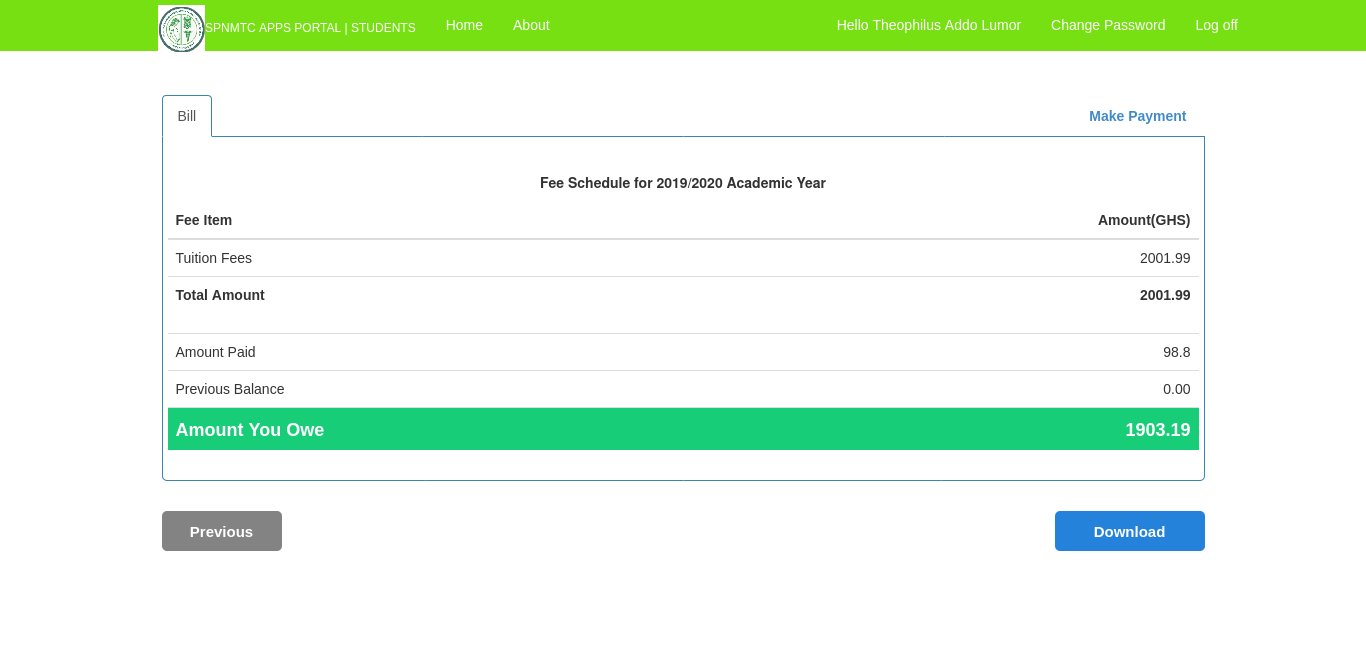 SPNMTC APPS PORTAL | STUDENTS Home About Hello Theophilus Addo Lumor Change Password Log off
Bill Make Payment
Fee Schedule for 2019/2020 Academic Year
Fee Item Amount(GHS)
Tuition Fees 2001.99
Total Amount 2001.99
Amount Paid 98.8
Previous Balance 0.00
Amount You Owe 1903.19
Previous Download